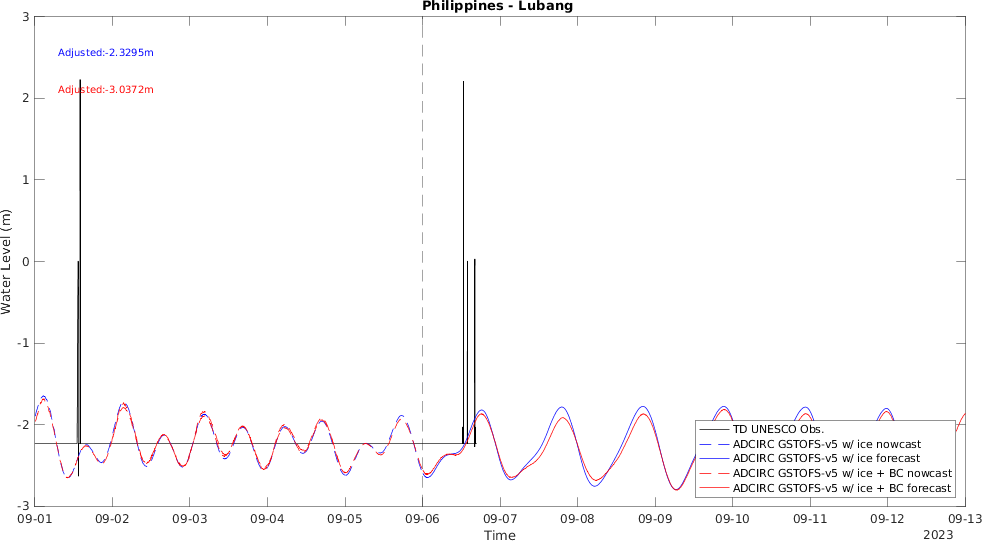 Philippines - Lubang
3
Adjusted:-2.3295m
Adjusted:-3.0372m
2
1
0
-1
-2
-3
Water Level (m)
TD UNESCO Obs.
ADCIRC GSTOFS-v5 w/ ice nowcast
ADCIRC GSTOFS-v5 w/ ice forecast
ADCIRC GSTOFS-v5 w/ ice + BC nowcast
ADCIRC GSTOFS-v5 w/ ice + BC forecast
09-01 09-02 09-03 09-04 09-05 09-06 09-07 09-08 09-09 09-10 09-11 09-12 09-13
Time
2023